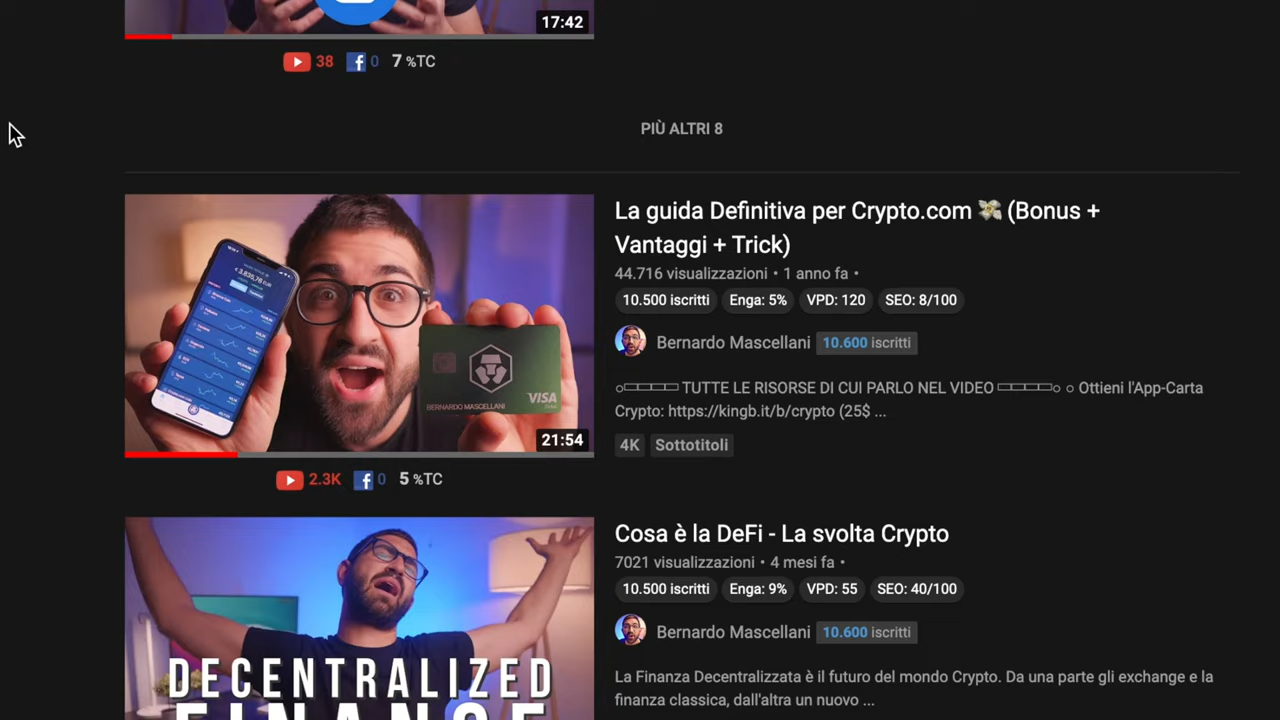 17:42
38 0 7 %TC
PIÙ ALTRI 8
La guida Definitiva per Crypto.com 💸 (Bonus +
Vantaggi + Trick)
44.716 visualizzazioni • 1 anno fa •
10.500 iscritti Enga: 5% VPD: 120 SEO: 8/100
Bernardo Mascellani 10.600 iscritti
TUTTE LE RISORSE DI CUI PARLO NEL VIDEO ○ Ottieni l'App-Carta
Crypto: https://kingb.it/b/crypto (25$ ...
4K Sottotitoli
VISA
BERNARDO MASCELLANI
21:54
2.3K 0 5 %TC
Cosa è la DeFi - La svolta Crypto
7021 visualizzazioni • 4 mesi fa •
10.500 iscritti Enga: 9% VPD: 55 SEO: 40/100
Bernardo Mascellani 10.600 iscritti
La Finanza Decentralizzata è il futuro del mondo Crypto. Da una parte gli exchange e la
finanza classica, dall'altra un nuovo ...
DECENTRALIZED
FINANCE